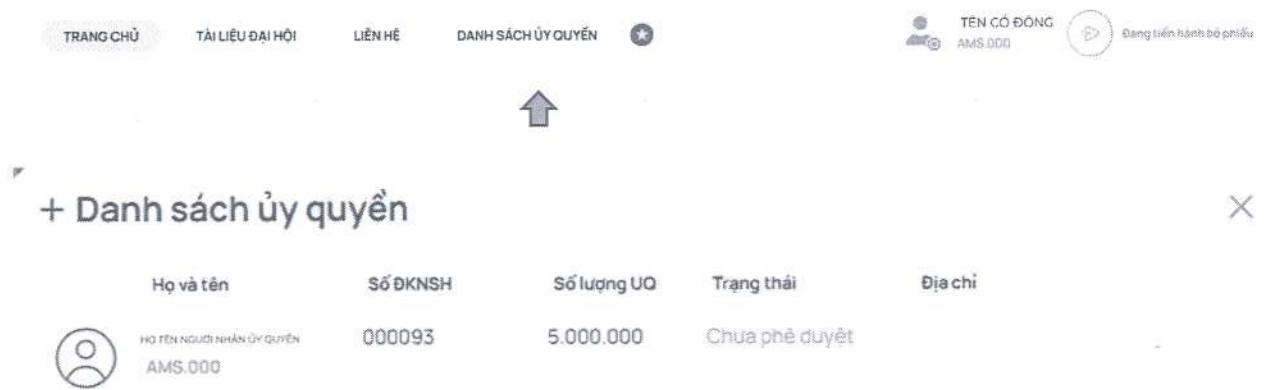 TRANG CHỦ TÀI LIỆU ĐẠI HỘI LIÊN HỆ DANH SÁCH ỦY QUYỀN TÊN CỔ ĐÔNG
AMS.000 Đang tiến hành bỏ phiếu
+ Danh sách ủy quyền
Họ và tên Số ĐKNSH Số lượng UQ Trạng thái Địa chỉ
HỌ TÊN NGƯỜI NHẬN ỦY QUYỀN 000093 5.000.000 Chưa phê duyệt
AMS.000